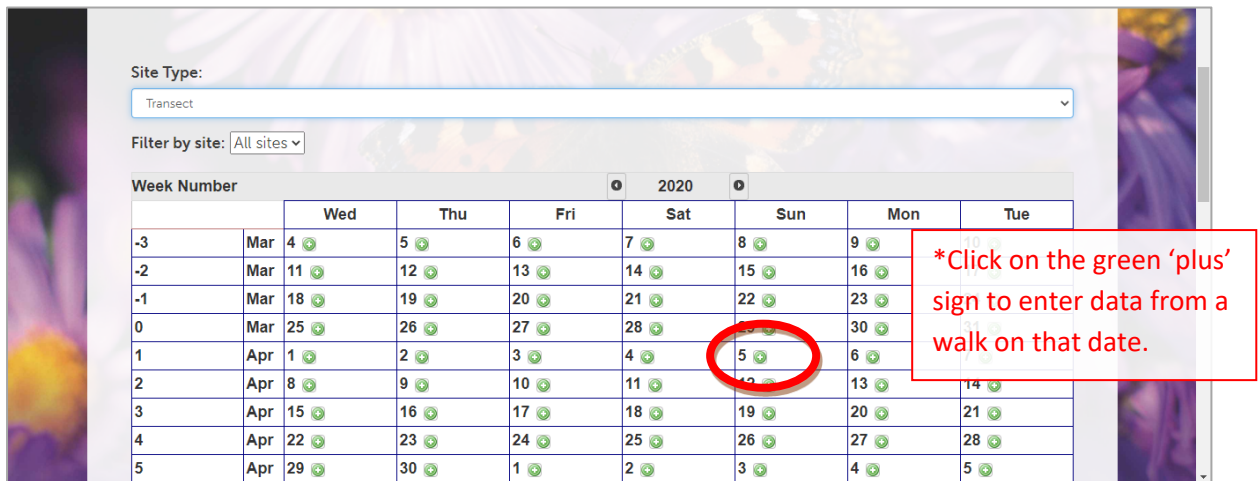 Site Type:
Transect
Filter by site: All sites
Week Number 2020
Wed Thu Fri Sat Sun Mon Tue
-3 Mar 4 5 6 7 8 9 10
-2 Mar 11 12 13 14 15 16
-1 Mar 18 19 20 21 22 23
0 Mar 25 26 27 28 29 30 31
1 Apr 1 2 3 4 5 6 7
2 Apr 8 9 10 11 12 13 14
3 Apr 15 16 17 18 19 20 21
4 Apr 22 23 24 25 26 27 28
5 Apr 29 30 1 2 3 4 5
*Click on the green ‘plus’
sign to enter data from a
walk on that date.